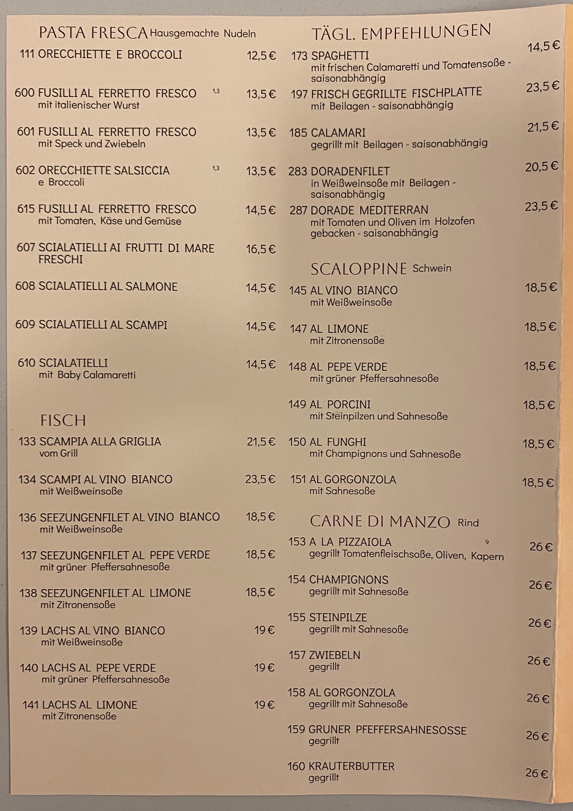 PASTA FRESCA Hausgemachte Nudeln
111 ORECCHIETTE E BROCCOLI 12,5 €
600 FUSILLI AL FERRETTO FRESCO 1,3 13,5 €
mit italienischer Wurst
601 FUSILLI AL FERRETTO FRESCO 13,5 €
mit Speck und Zwiebeln
602 ORECCHIETTE SALSICCIA 1,3 13,5 €
e Broccoli
615 FUSILLI AL FERRETTO FRESCO 14,5 €
mit Tomaten, Käse und Gemüse
607 SCIALATIELLI AI FRUTTI DI MARE 16,5 €
FRESCHI
608 SCIALATIELLI AL SALMONE 14,5 €
609 SCIALATIELLI AL SCAMPI 14,5 €
610 SCIALATIELLI 14,5 €
mit Baby Calamaretti
FISCH
133 SCAMPIA ALLA GRIGLIA 21,5 €
vom Grill
134 SCAMPI AL VINO BIANCO 23,5 €
mit Weißweinsoße
136 SEEZUNGENFILET AL VINO BIANCO 18,5 €
mit Weißweinsoße
137 SEEZUNGENFILET AL PEPE VERDE 18,5 €
mit grüner Pfeffersahnesoße
138 SEEZUNGENFILET AL LIMONE 18,5 €
mit Zitronensoße
139 LACHS AL VINO BIANCO 19 €
mit Weißweinsoße
140 LACHS AL PEPE VERDE 19 €
mit grüner Pfeffersahnesoße
141 LACHS AL LIMONE 19 €
mit Zitronensoße
TÄGL. EMPFEHLUNGEN
173 SPAGHETTI 14,5 €
mit frischen Calamaretti und Tomatensoße -
saisonabhängig
197 FRISCH GEGRILLTE FISCHPLATTE 23,5 €
mit Beilagen - saisonabhängig
185 CALAMARI 21,5 €
gegrillt mit Beilagen - saisonabhängig
283 DORADENFILET 20,5 €
in Weißweinsoße mit Beilagen -
saisonabhängig
287 DORADE MEDITERRAN 23,5 €
mit Tomaten und Oliven im Holzofen
gebacken - saisonabhängig
SCALOPPINE Schwein
145 AL VINO BIANCO 18,5 €
mit Weißweinsoße
147 AL LIMONE 18,5 €
mit Zitronensoße
148 AL PEPE VERDE 18,5 €
mit grüner Pfeffersahnesoße
149 AL PORCINI 18,5 €
mit Steinpilzen und Sahnesoße
150 AL FUNGHI 18,5 €
mit Champignons und Sahnesoße
151 AL GORGONZOLA 18,5 €
mit Sahnesoße
CARNE DI MANZO Rind
153 A LA PIZZAIOLA 9 26 €
gegrillt Tomatenfleischsoße, Oliven, Kapern
154 CHAMPIGNONS 26 €
gegrillt mit Sahnesoße
155 STEINPILZE 26 €
gegrillt mit Sahnesoße
157 ZWIEBELN 26 €
gegrillt
158 AL GORGONZOLA 26 €
gegrillt mit Sahnesoße
159 GRUNER PFEFFERSAHNESOSSE 26 €
gegrillt
160 KRAUTERBUTTER 26 €
gegrillt